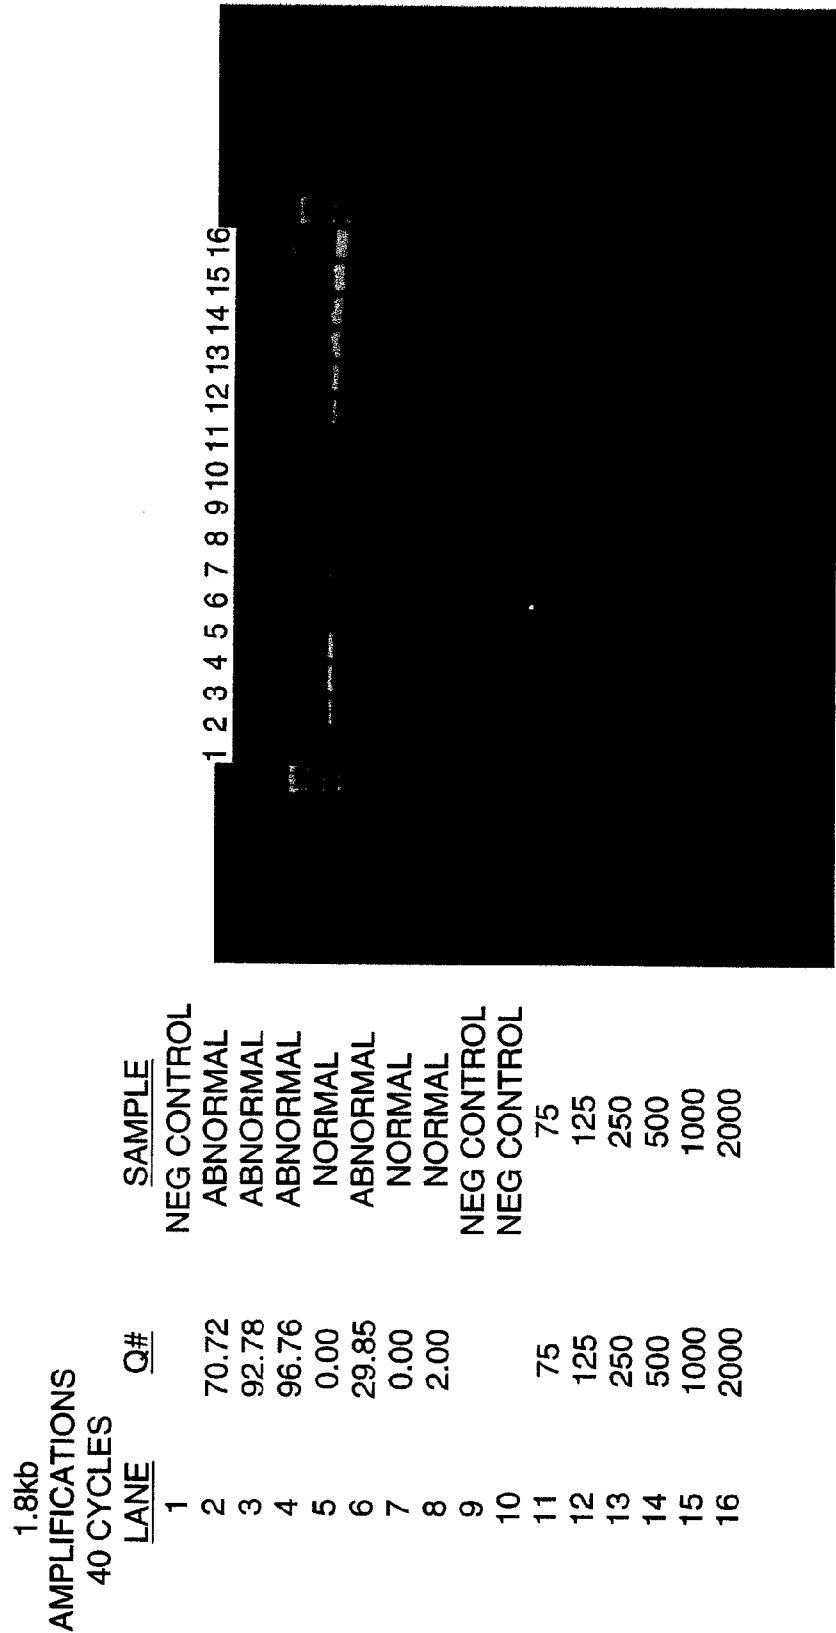 1.8kb
AMPLIFICATIONS
40 CYCLES
LANE Q# SAMPLE
1 NEG CONTROL
2 70.72 ABNORMAL
3 92.78 ABNORMAL
4 96.76 ABNORMAL
5 0.00 NORMAL
6 29.85 ABNORMAL
7 0.00 NORMAL
8 2.00 NORMAL
9 NEG CONTROL
10 NEG CONTROL
11 75 75
12 125 125
13 250 250
14 500 500
15 1000 1000
16 2000 2000
1 2 3 4 5 6 7 8 9 10 11 12 13 14 15 16